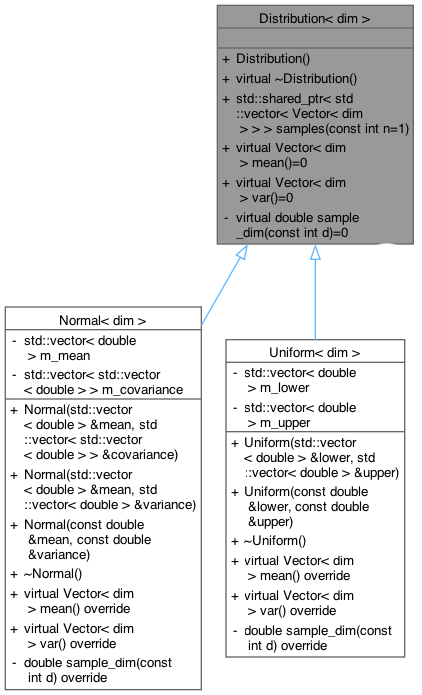 Distribution< dim >
+ Distribution()
+ virtual ~Distribution()
+ std::shared_ptr< std
::vector< Vector< dim
> > > samples(const int n=1)
+ virtual Vector< dim
> mean()=0
+ virtual Vector< dim
> var()=0
- virtual double sample
_dim(const int d)=0
Normal< dim >
- std::vector< double
> m_mean
- std::vector< std::vector
< double > > m_covariance
+ Normal(std::vector
< double > &mean, std
::vector< std::vector
< double > > &covariance)
+ Normal(std::vector
< double > &mean, std
::vector< double > &variance)
+ Normal(const double
&mean, const double
&variance)
+ ~Normal()
+ virtual Vector< dim
> mean() override
+ virtual Vector< dim
> var() override
- double sample_dim(const
int d) override
Uniform< dim >
- std::vector< double
> m_lower
- std::vector< double
> m_upper
+ Uniform(std::vector
< double > &lower, std
::vector< double > &upper)
+ Uniform(const double
&lower, const double
&upper)
+ ~Uniform()
+ virtual Vector< dim
> mean() override
+ virtual Vector< dim
> var() override
- double sample_dim(const
int d) override